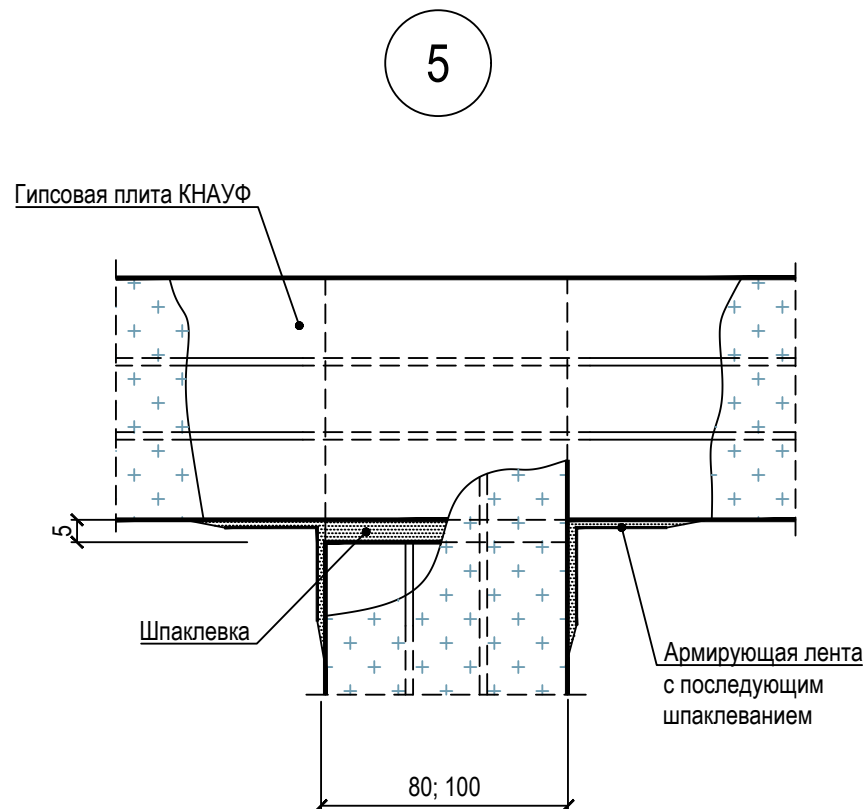 5
Гипсовая плита КНАУФ
5
Шпаклевка
Армирующая лента
с последующим
шпаклеванием
80; 100